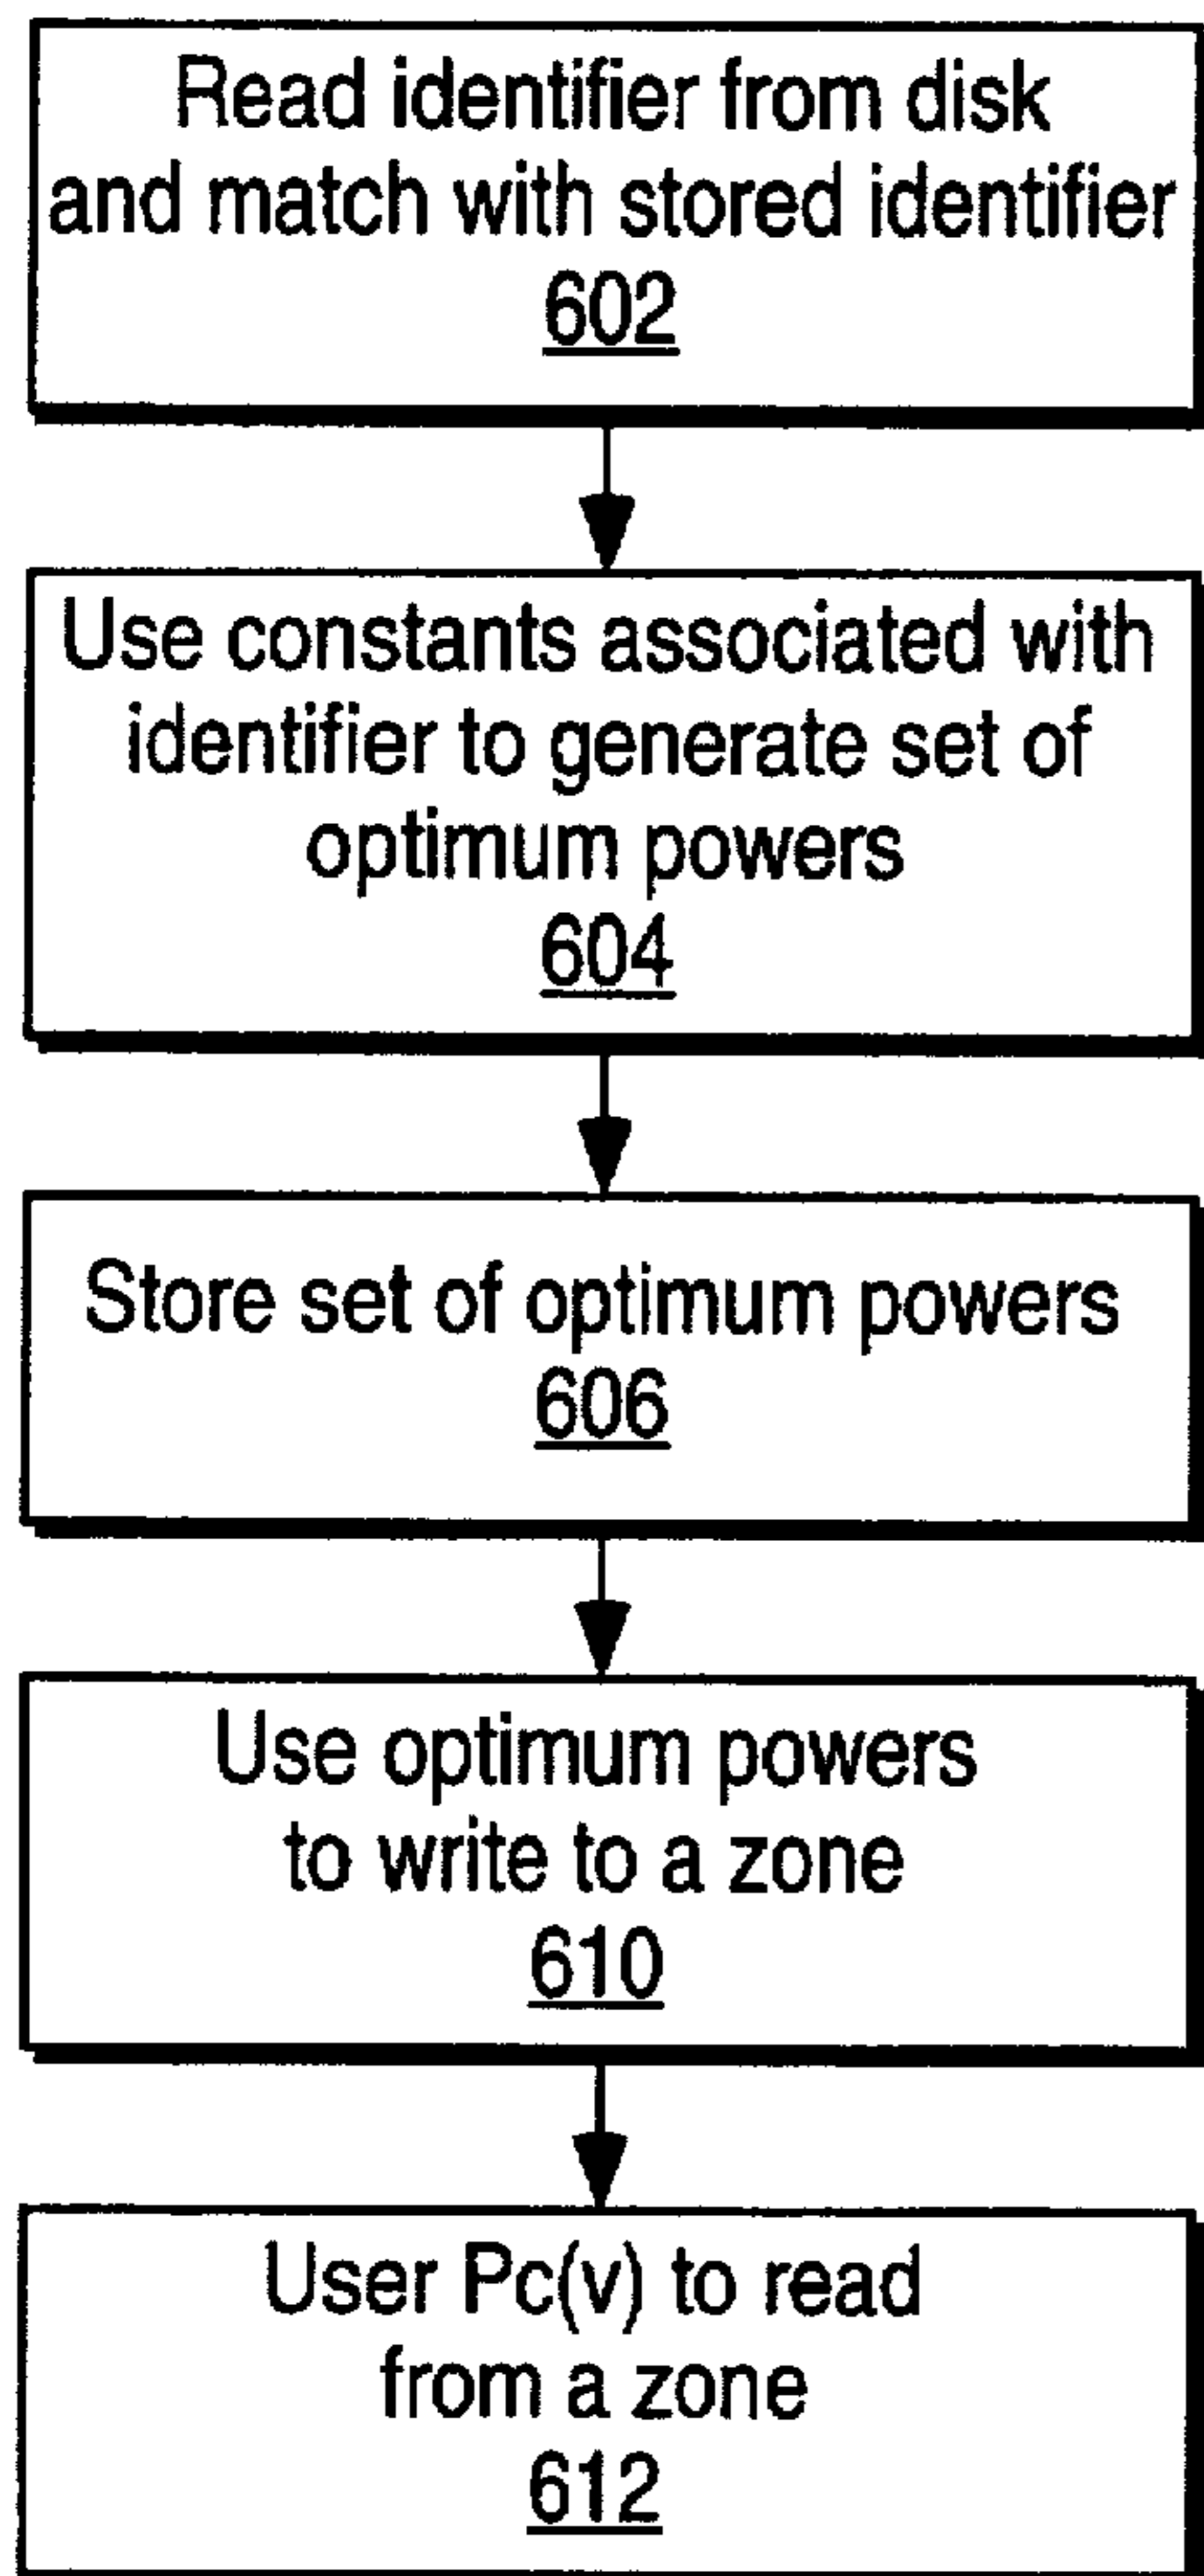 Read identifier from disk
and match with stored identifier
602
Use constants associated with
identifier to generate set of
optimum powers
604
Store set of optimum powers
606
Use optimum powers
to write to a zone
610
User Pc(v) to read
from a zone
612